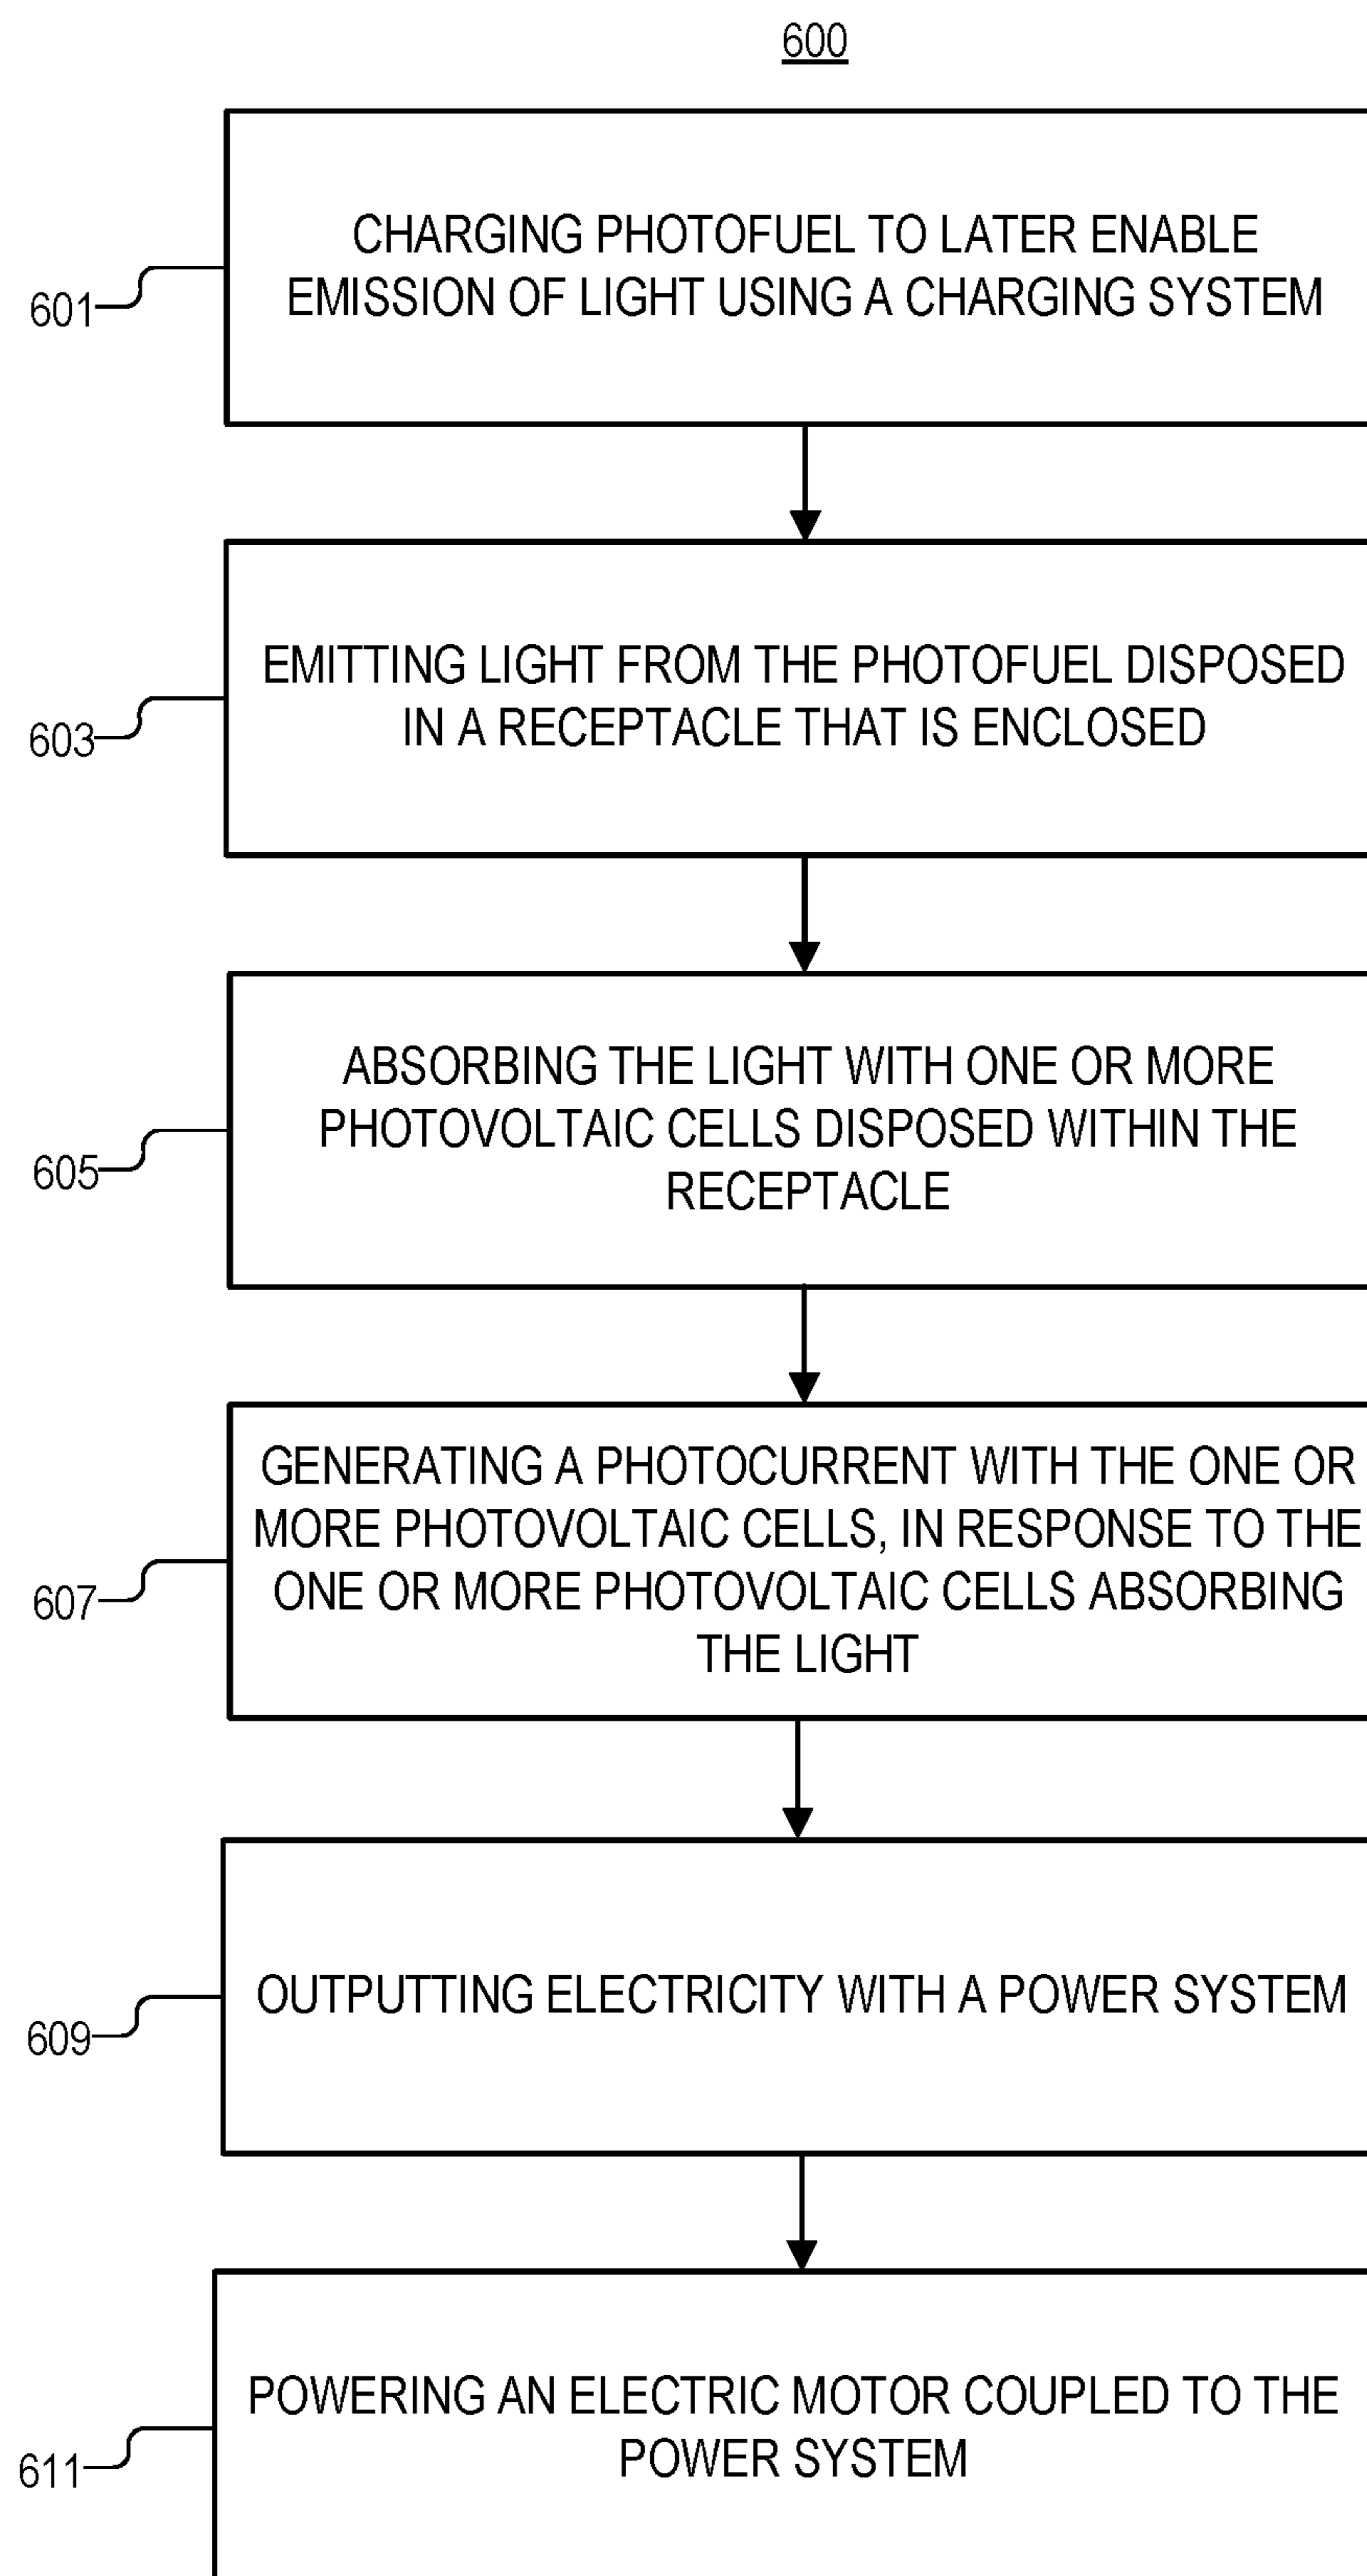 600
CHARGING PHOTOFUEL TO LATER ENABLE
EMISSION OF LIGHT USING A CHARGING SYSTEM
601
EMITTING LIGHT FROM THE PHOTOFUEL DISPOSED
IN A RECEPTACLE THAT IS ENCLOSED
603
ABSORBING THE LIGHT WITH ONE OR MORE
PHOTOVOLTAIC CELLS DISPOSED WITHIN THE
RECEPTACLE
605
GENERATING A PHOTOCURRENT WITH THE ONE OR
MORE PHOTOVOLTAIC CELLS, IN RESPONSE TO THE
ONE OR MORE PHOTOVOLTAIC CELLS ABSORBING
THE LIGHT
607
OUTPUTTING ELECTRICITY WITH A POWER SYSTEM
609
POWERING AN ELECTRIC MOTOR COUPLED TO THE
POWER SYSTEM
611